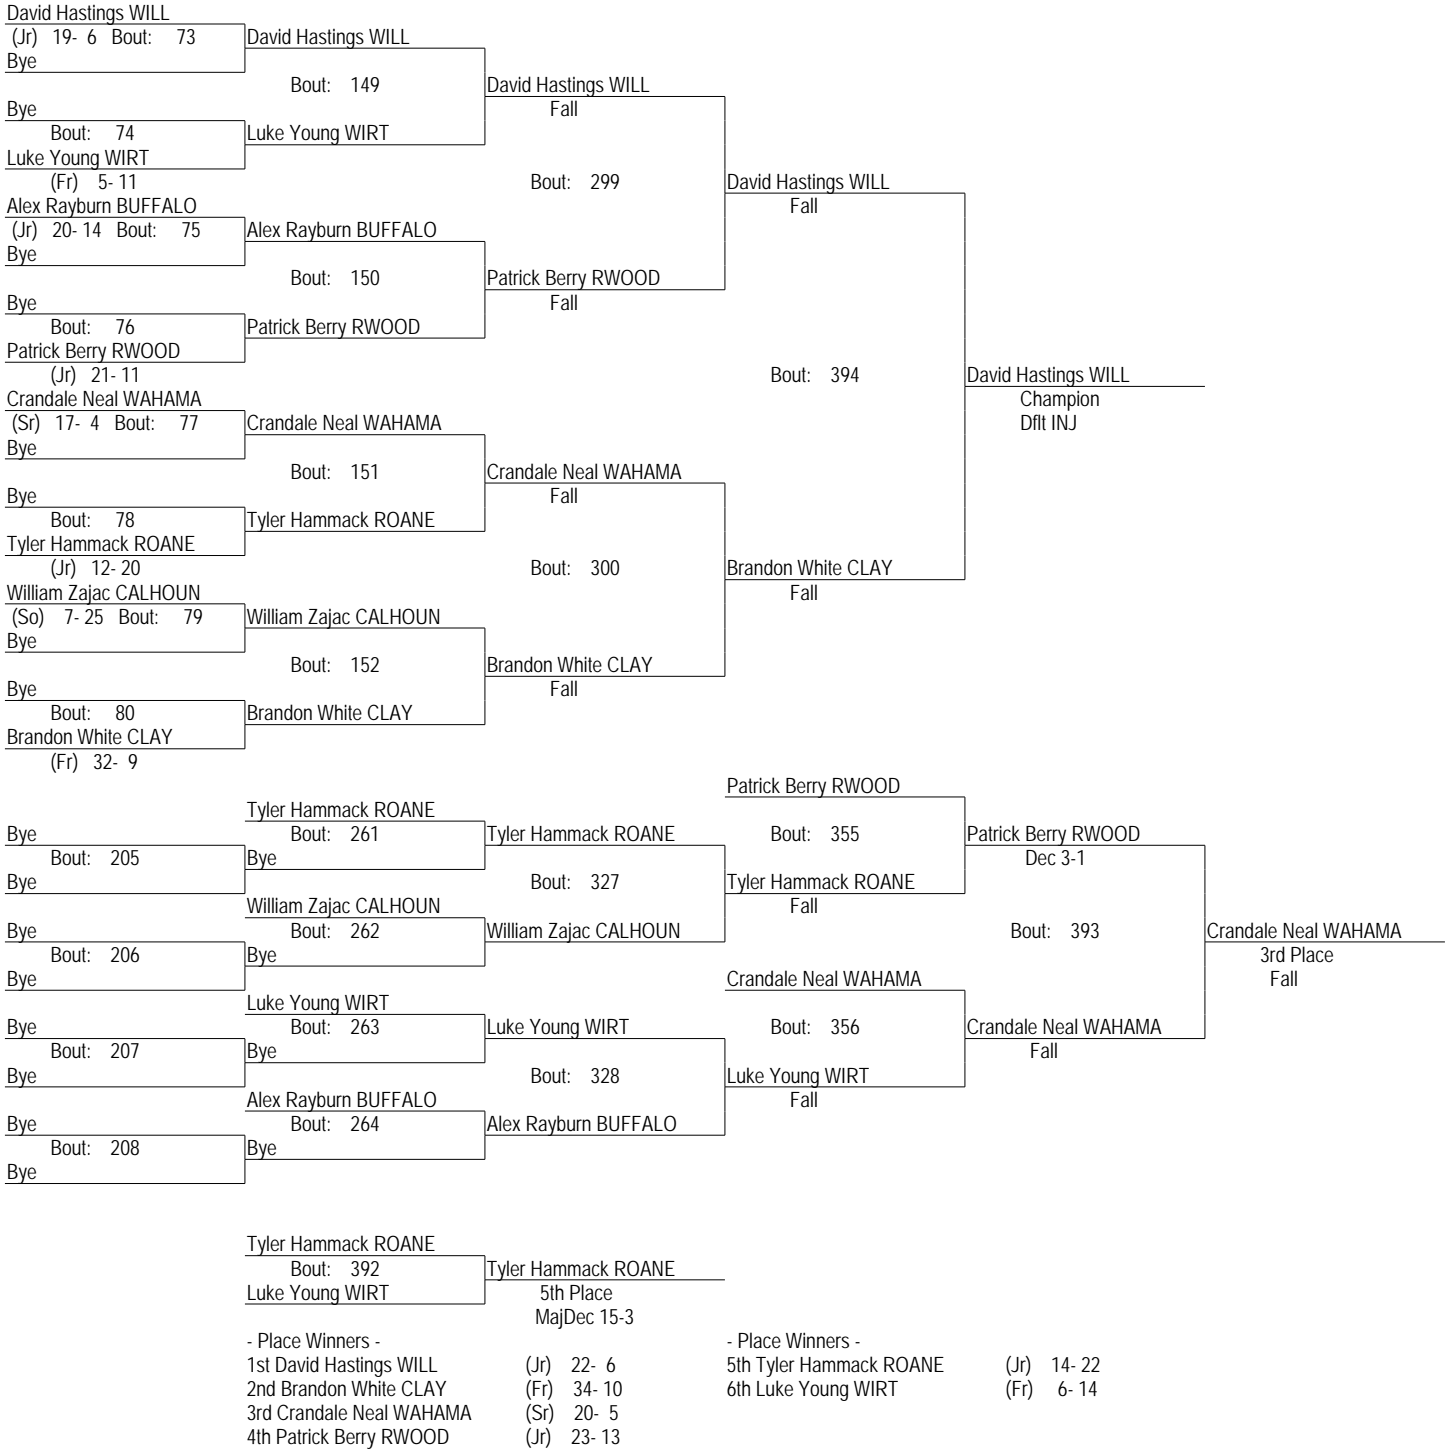 David Hastings WILL
(Jr) 19- 6 Bout: 73 David Hastings WILL
Bye
Bout: 149 David Hastings WILL
Bye Fall
Bout: 74 Luke Young WIRT
Luke Young WIRT
(Fr) 5- 11 Bout: 299 David Hastings WILL
Alex Rayburn BUFFALO Fall
(Jr) 20- 14 Bout: 75 Alex Rayburn BUFFALO
Bye
Bout: 150 Patrick Berry RWOOD
Bye Fall
Bout: 76 Patrick Berry RWOOD
Patrick Berry RWOOD
(Jr) 21- 11 Bout: 394 David Hastings WILL
Crandale Neal WAHAMA Champion
(Sr) 17- 4 Bout: 77 Crandale Neal WAHAMA Dflt INJ
Bye
Bout: 151 Crandale Neal WAHAMA
Bye Fall
Bout: 78 Tyler Hammack ROANE
Tyler Hammack ROANE
(Jr) 12- 20 Bout: 300 Brandon White CLAY
William Zajac CALHOUN Fall
(So) 7- 25 Bout: 79 William Zajac CALHOUN
Bye
Bout: 152 Brandon White CLAY
Bye Fall
Bout: 80 Brandon White CLAY
Brandon White CLAY
(Fr) 32- 9
Patrick Berry RWOOD
Tyler Hammack ROANE
Bye Bout: 261 Tyler Hammack ROANE Bout: 355 Patrick Berry RWOOD
Bout: 205 Bye Dec 3-1
Bye Bout: 327 Tyler Hammack ROANE
William Zajac CALHOUN Fall
Bye Bout: 262 William Zajac CALHOUN Bout: 393 Crandale Neal WAHAMA
Bout: 206 Bye 3rd Place
Bye Crandale Neal WAHAMA Fall
Luke Young WIRT
Bye Bout: 263 Luke Young WIRT Bout: 356 Crandale Neal WAHAMA
Bout: 207 Bye Fall
Bye Bout: 328 Luke Young WIRT
Alex Rayburn BUFFALO Fall
Bye Bout: 264 Alex Rayburn BUFFALO
Bout: 208 Bye
Bye
Tyler Hammack ROANE
Bout: 392 Tyler Hammack ROANE
Luke Young WIRT 5th Place
MajDec 15-3
- Place Winners - - Place Winners -
1st David Hastings WILL (Jr) 22- 6 5th Tyler Hammack ROANE (Jr) 14- 22
2nd Brandon White CLAY (Fr) 34- 10 6th Luke Young WIRT (Fr) 6- 14
3rd Crandale Neal WAHAMA (Sr) 20- 5
4th Patrick Berry RWOOD (Jr) 23- 13